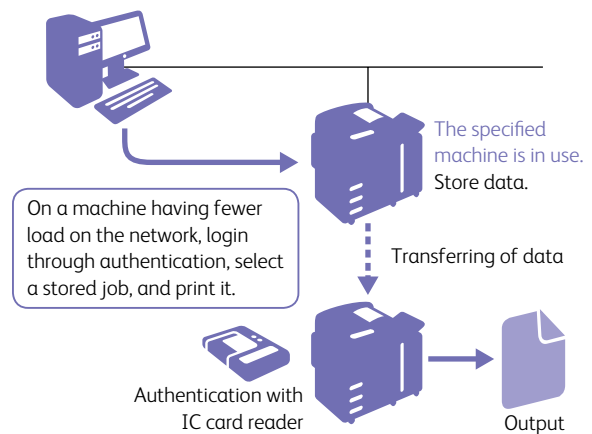 The specified
machine is in use.
Store data.
On a machine having fewer
load on the network, login
through authentication, select
a stored job, and print it.
Transferring of data
Authentication with
IC card reader
Output